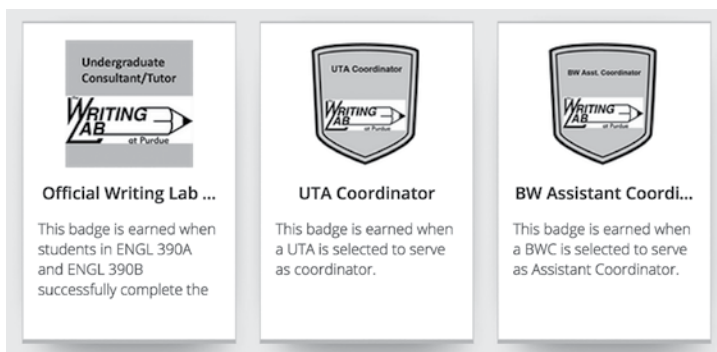 Undergraduate
Consultant/Tutor
WRITING
LAB
at Purdue
Official Writing Lab ...
This badge is earned when
students in ENGL 390A
and ENGL 390B
successfully complete the
UTA Coordinator
WRITING
LAB
at Purdue
UTA Coordinator
This badge is earned when
a UTA is selected to serve
as coordinator.
BW Asst. Coordinator
WRITING
LAB
at Purdue
BW Assistant Coordi...
This badge is earned when
a BWC is selected to serve
as Assistant Coordinator.